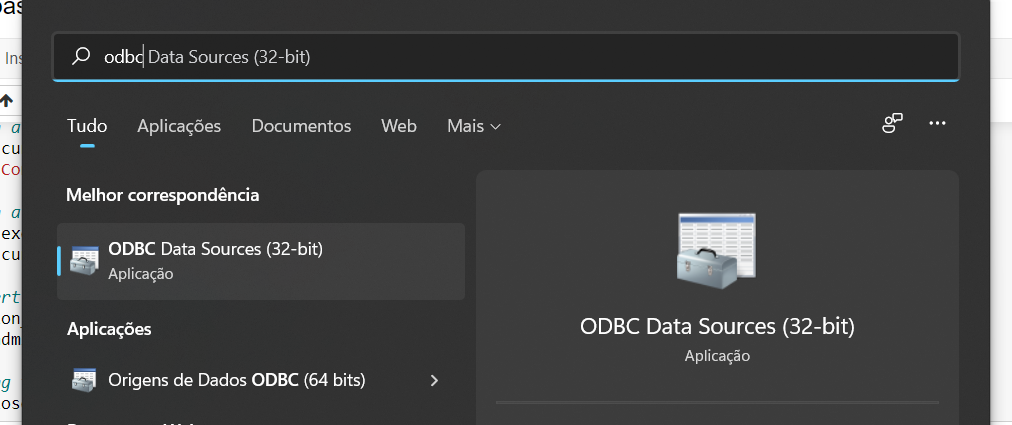 odbc Data Sources (32-bit)
Ins
Tudo Aplicações Documentos Web Mais
Melhor correspondência
ODBC Data Sources (32-bit)
Aplicação
Aplicações
Origens de Dados ODBC (64 bits)
ODBC Data Sources (32-bit)
Aplicação